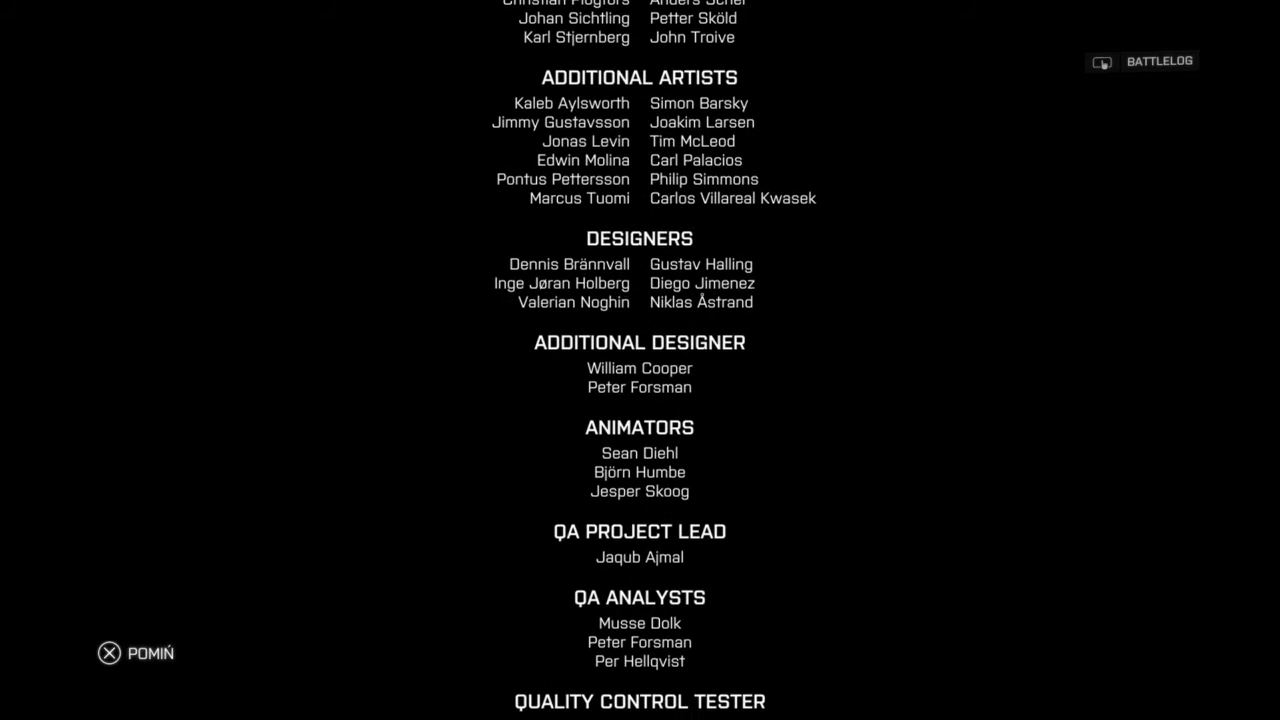 Johan Sichtling Petter Sköld
Karl Stjernberg John Troive
BATTLELOG
ADDITIONAL ARTISTS
Kaleb Aylsworth Simon Barsky
Jimmy Gustavsson Joakim Larsen
Jonas Levin Tim McLeod
Edwin Molina Carl Palacios
Pontus Pettersson Philip Simmons
Marcus Tuomi Carlos Villareal Kwasek
DESIGNERS
Dennis Brännvall Gustav Halling
Inge Jøran Holberg Diego Jimenez
Valerian Noghin Niklas Åstrand
ADDITIONAL DESIGNER
William Cooper
Peter Forsman
ANIMATORS
Sean Diehl
Björn Humbe
Jesper Skoog
QA PROJECT LEAD
Jaqub Ajmal
QA ANALYSTS
Musse Dolk
Peter Forsman
Per Hellqvist
POMIŃ
QUALITY CONTROL TESTER